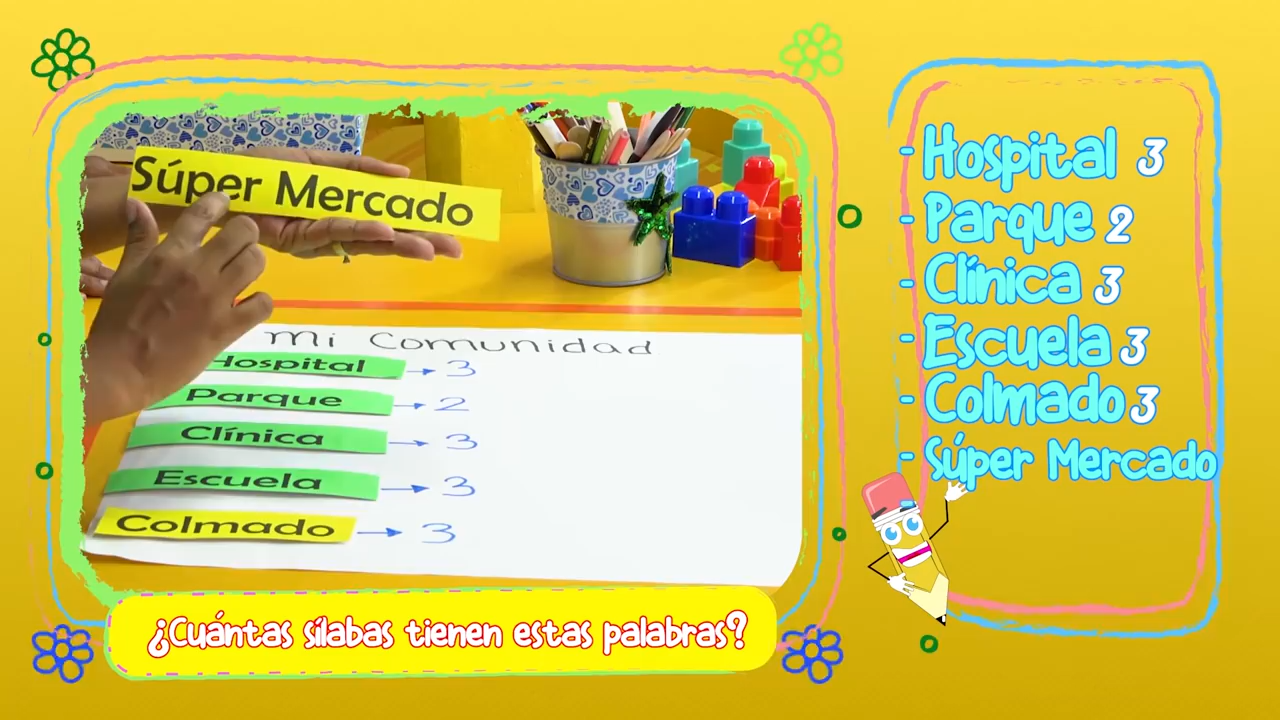 Súper Mercado
Mi Comunidad
Hospital → 3
Parque → 2
Clínica → 3
Escuela → 3
Colmado → 3
¿Cuántas sílabas tienen estas palabras?
- Hospital 3
- Parque 2
- Clínica 3
- Escuela 3
- Colmado 3
- Súper Mercado
-